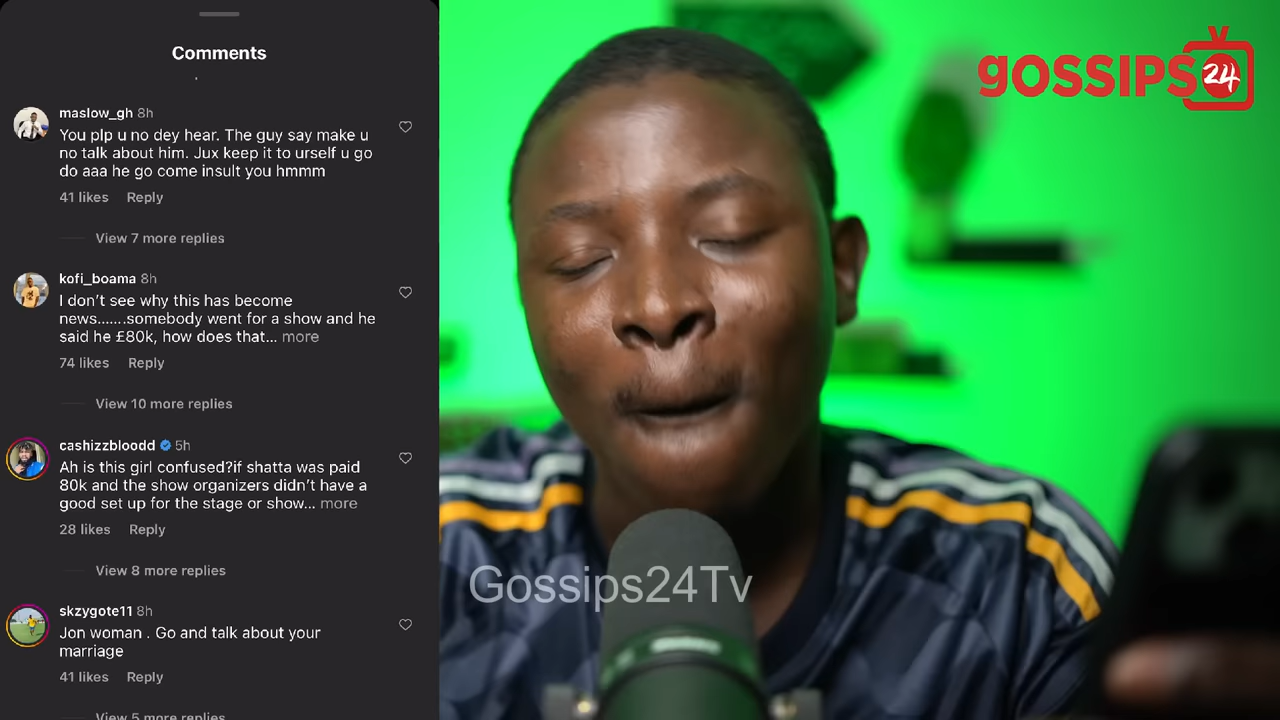 Comments
maslow_gh 8h
You plp u no dey hear. The guy say make u
no talk about him. Jux keep it to urself u go
do aaa he go come insult you hmmm
41 likes Reply
View 7 more replies
kofi_boama 8h
I don’t see why this has become
news.......somebody went for a show and he
said he £80k, how does that... more
74 likes Reply
View 10 more replies
cashizzbloodd 5h
Ah is this girl confused?if shatta was paid
80k and the show organizers didn’t have a
good set up for the stage or show... more
28 likes Reply
View 8 more replies
skzygote11 8h
Jon woman . Go and talk about your
marriage
41 likes Reply
View 5 more replies
gOSSIPS24
Gossips24Tv